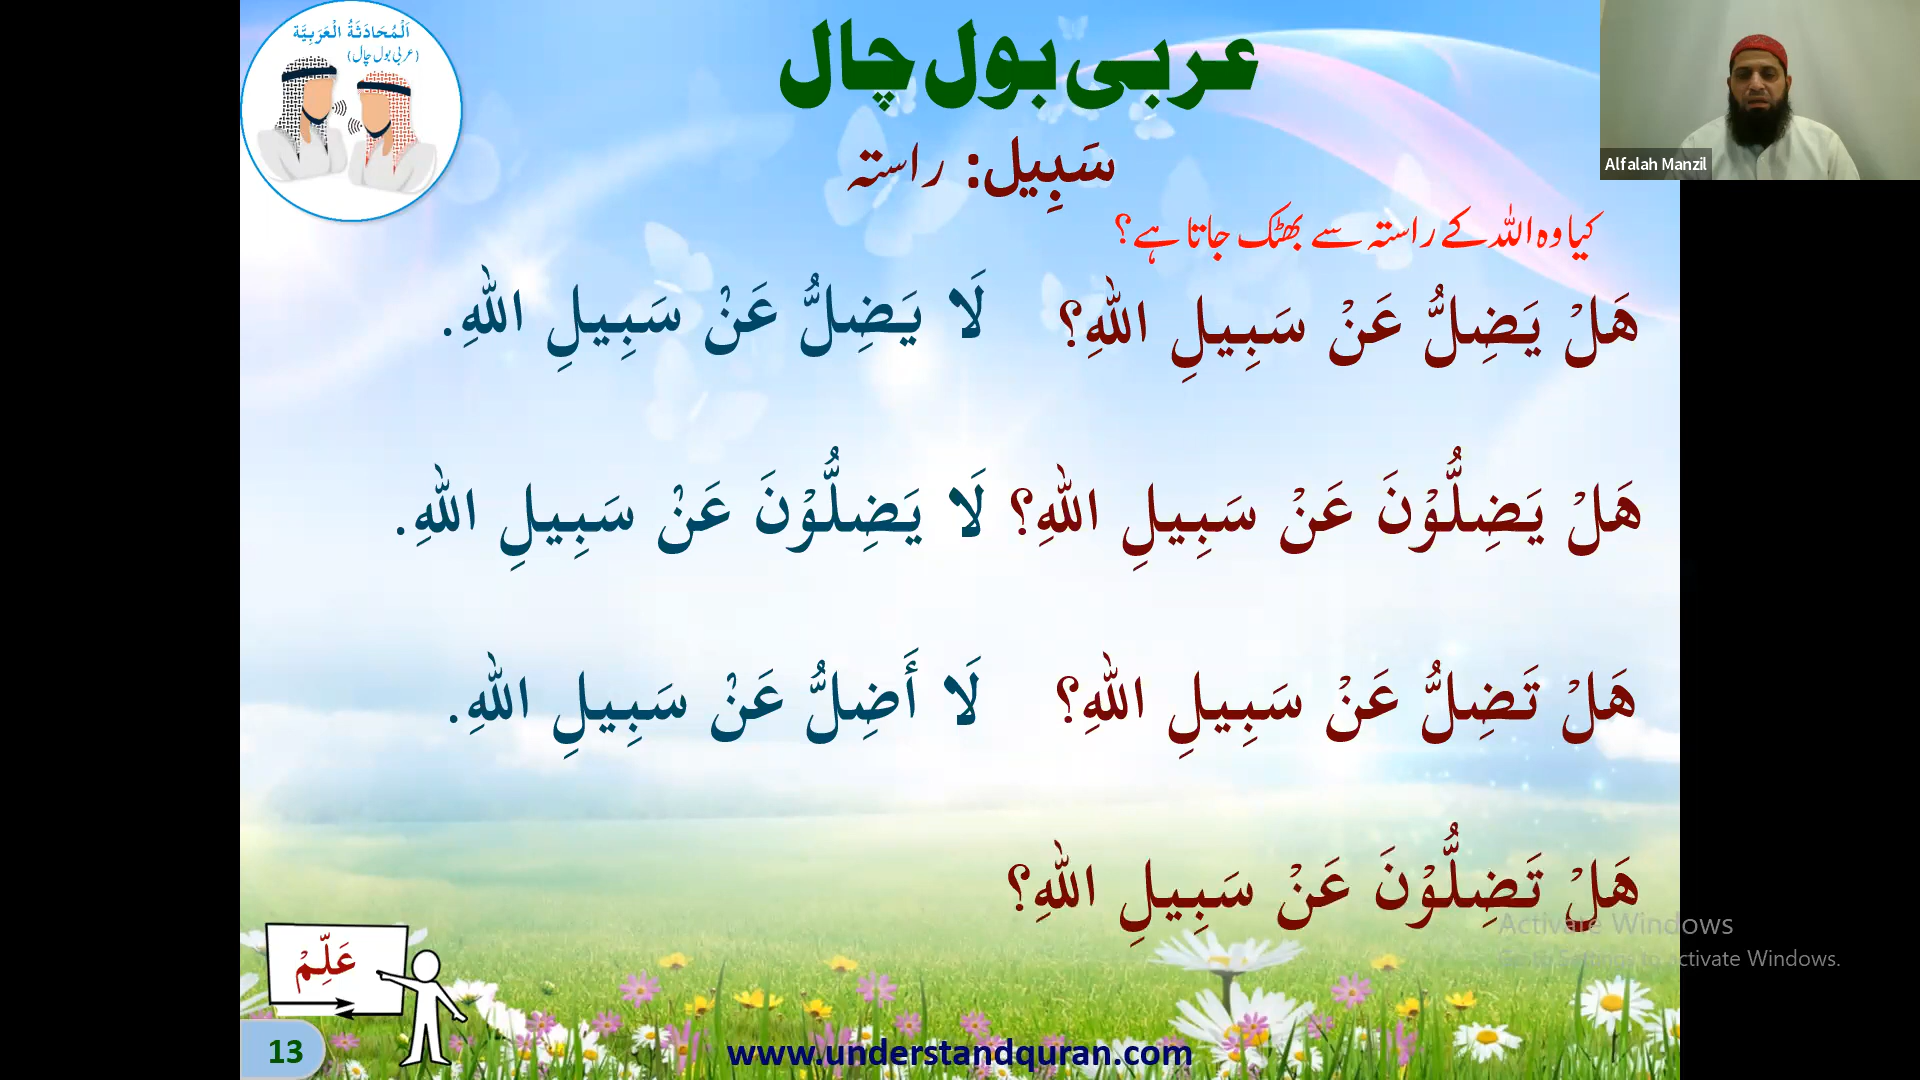 اَلْمُحَادَثَةُ الْعَرَبِيَّة
(عربی بول چال)
عربی بول چال
سَبِيل: راستہ
Alfalah Manzil
کیا وہ اللہ کے راستہ سے بھٹک جاتا ہے؟
هَلْ يَضِلُّ عَنْ سَبِيلِ اللهِ؟ لَا يَضِلُّ عَنْ سَبِيلِ اللهِ.
هَلْ يَضِلُّوْنَ عَنْ سَبِيلِ اللهِ؟ لَا يَضِلُّوْنَ عَنْ سَبِيلِ اللهِ.
هَلْ تَضِلُّ عَنْ سَبِيلِ اللهِ؟ لَا أَضِلُّ عَنْ سَبِيلِ اللهِ.
هَلْ تَضِلُّوْنَ عَنْ سَبِيلِ اللهِ؟
Activate Windows
Go to Settings to activate Windows.
عَلِّمْ
13
www.understandquran.com